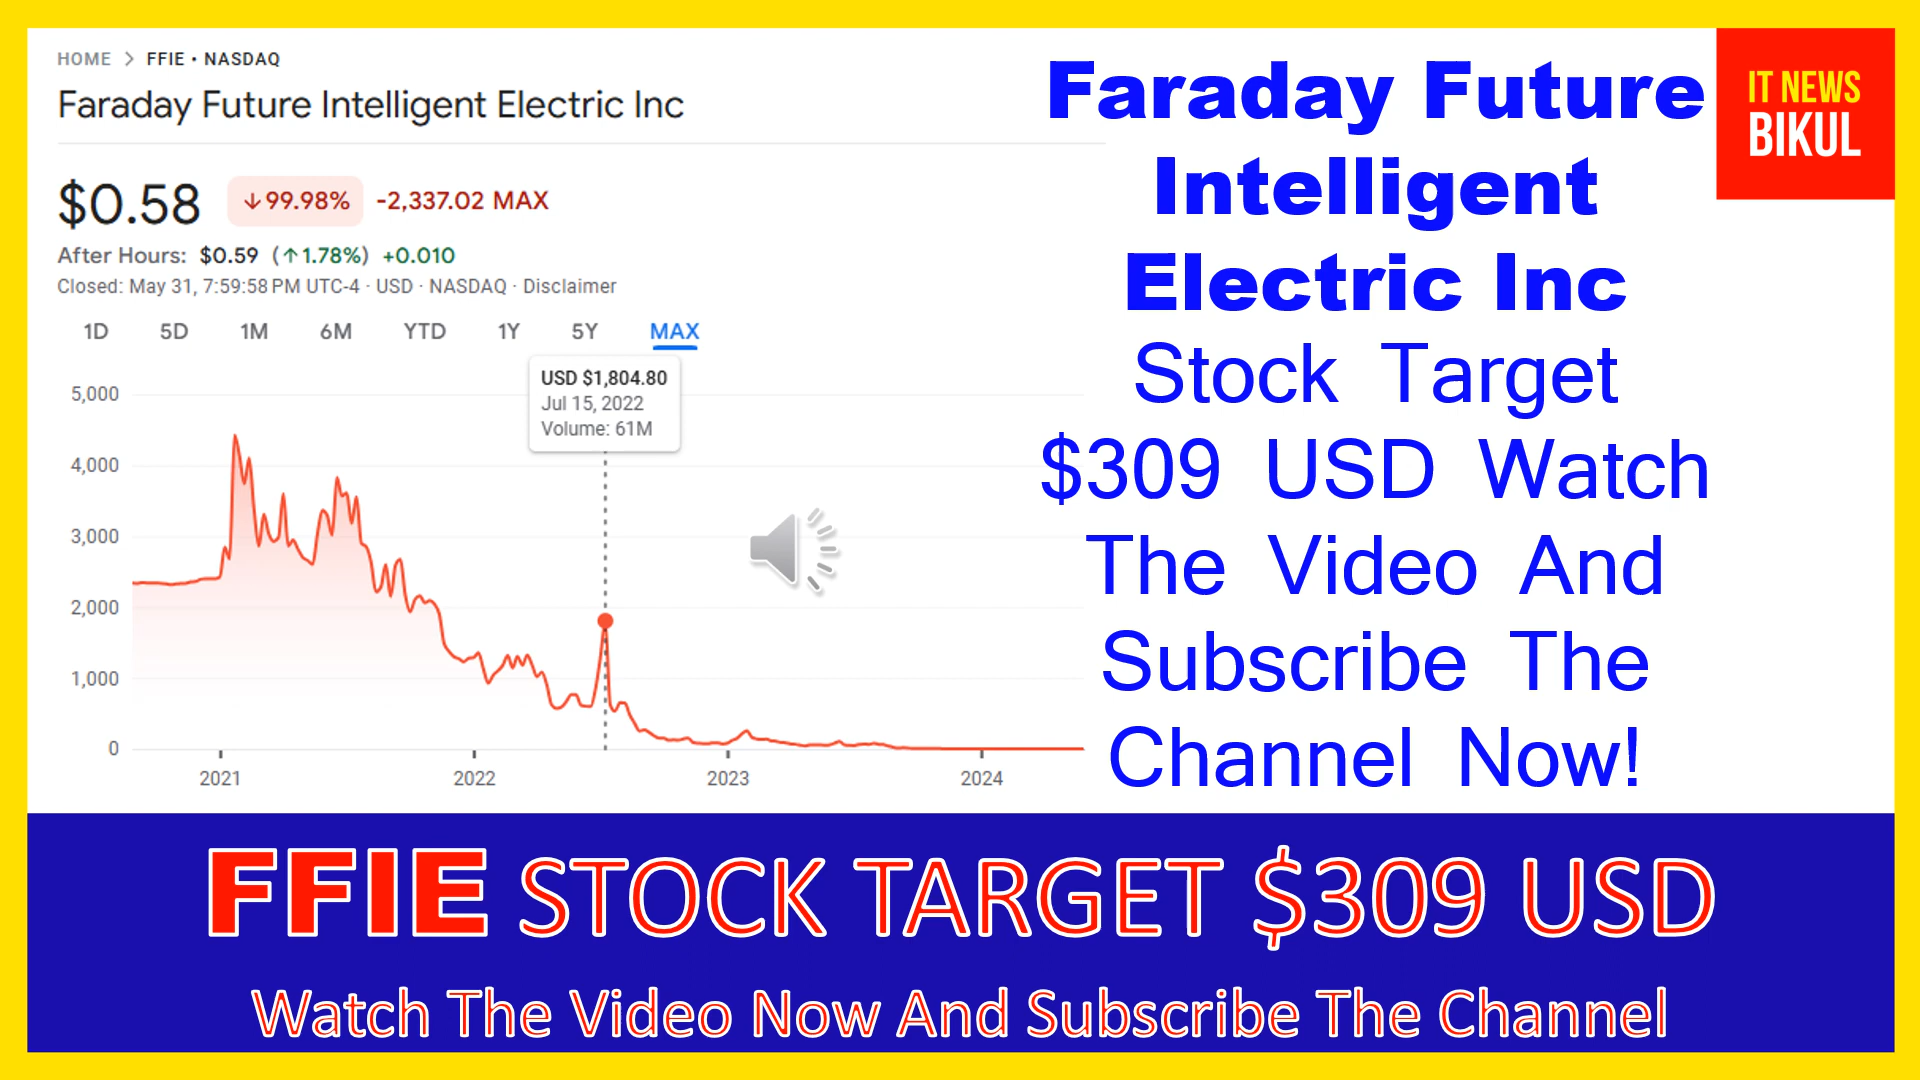 HOME > FFIE • NASDAQ
Faraday Future Intelligent Electric Inc
$0.58 ↓99.98% -2,337.02 MAX
After Hours: $0.59 (↑1.78%) +0.010
Closed: May 31, 7:59:58 PM UTC-4 · USD · NASDAQ · Disclaimer
1D 5D 1M 6M YTD 1Y 5Y MAX
USD $1,804.80
Jul 15, 2022
Volume: 61M
5,000
4,000
3,000
2,000
1,000
0
2021 2022 2023 2024
Faraday Future
Intelligent
Electric Inc
Stock Target
$309 USD Watch
The Video And
Subscribe The
Channel Now!
IT NEWS
BIKUL
FFIE STOCK TARGET $309 USD
Watch The Video Now And Subscribe The Channel